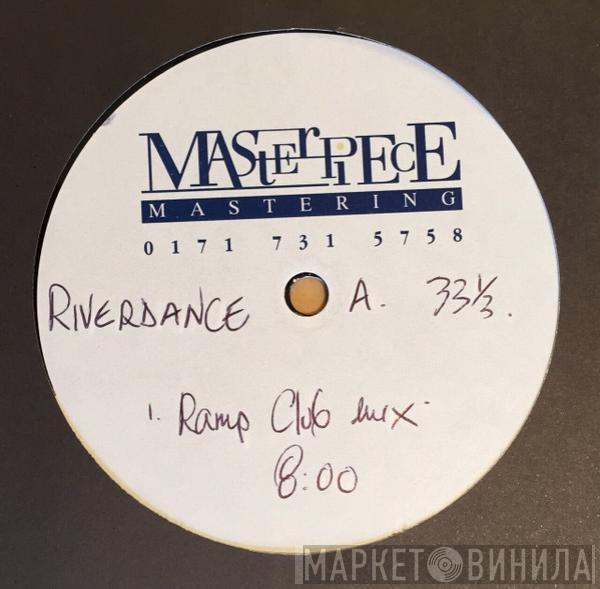 MASterpiEcE
MASTERING
0171 731 5758
RIVERDANCE A. 33⅓.
1. Ramp Club mix
8:00
МАРКЕТ ВИНИЛА